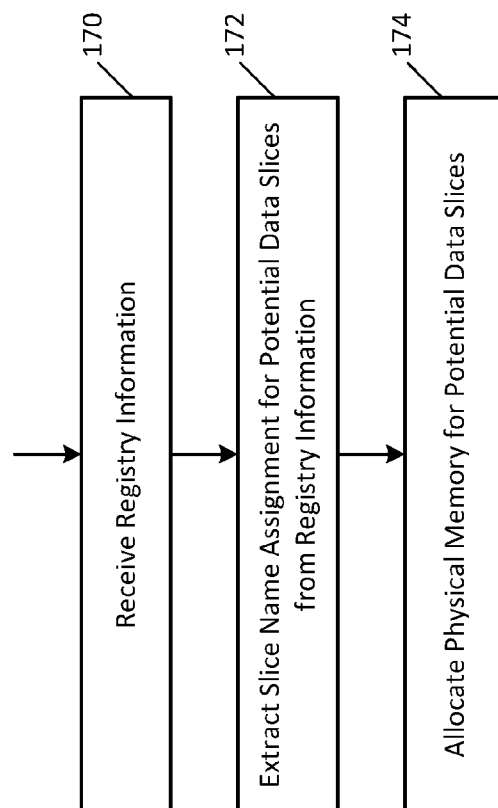 170
Receive Registry Information
172
Extract Slice Name Assignment for Potential Data Slices
from Registry Information
174
Allocate Physical Memory for Potential Data Slices